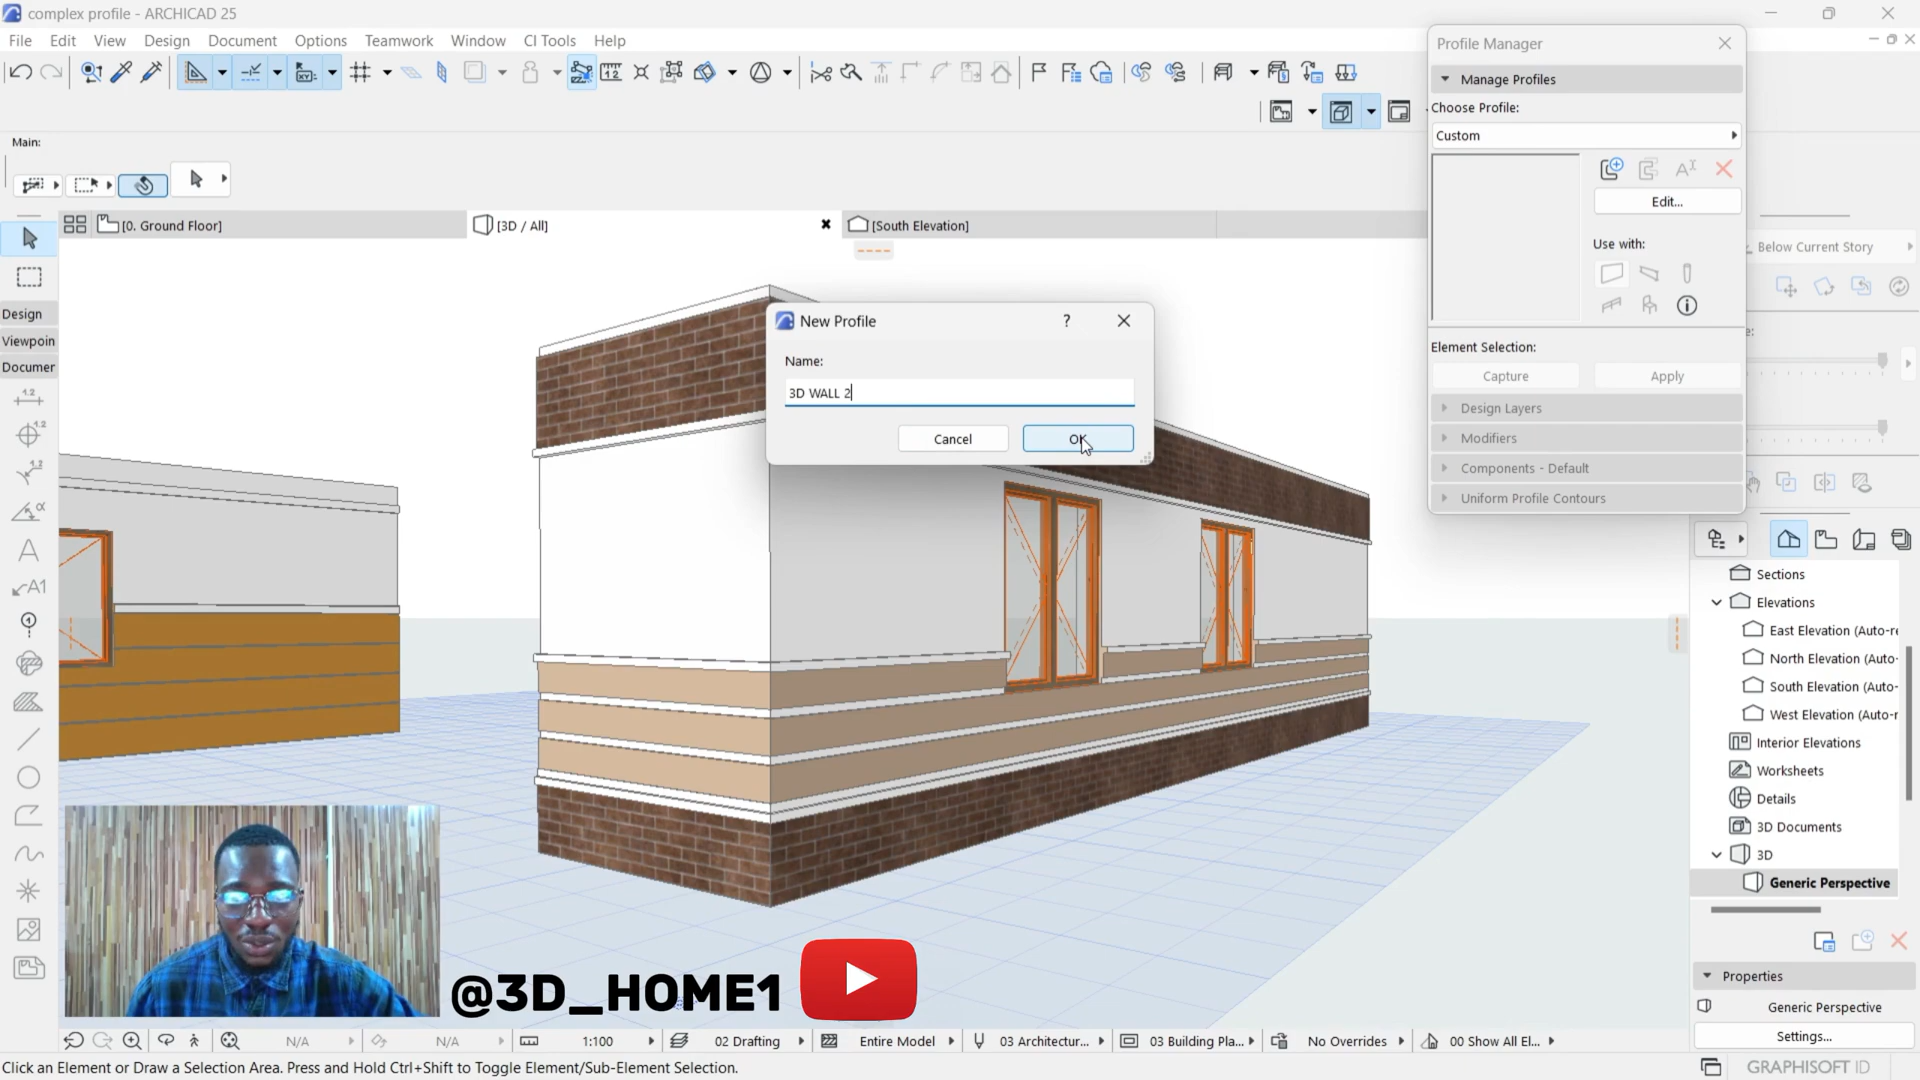 complex profile - ARCHICAD 25
File Edit View Design Document Options Teamwork Window CI Tools Help
Main:
[0. Ground Floor]
[3D / All]
[South Elevation]
Design
Viewpoin
Documer
New Profile
Name:
3D WALL 2
Cancel
OK
Profile Manager
Manage Profiles
Choose Profile:
Custom
Edit...
Use with:
Element Selection:
Capture
Apply
Design Layers
Modifiers
Components - Default
Uniform Profile Contours
Below Current Story
Sections
Elevations
East Elevation (Auto-re
North Elevation (Auto-
South Elevation (Auto-
West Elevation (Auto-r
Interior Elevations
Worksheets
Details
3D Documents
3D
Generic Perspective
Properties
Generic Perspective
Settings...
@3D_HOME1
N/A
N/A
1:100
02 Drafting
Entire Model
03 Architectur...
03 Building Pla...
No Overrides
00 Show All El...
Click an Element or Draw a Selection Area. Press and Hold Ctrl+Shift to Toggle Element/Sub-Element Selection.
GRAPHISOFT ID